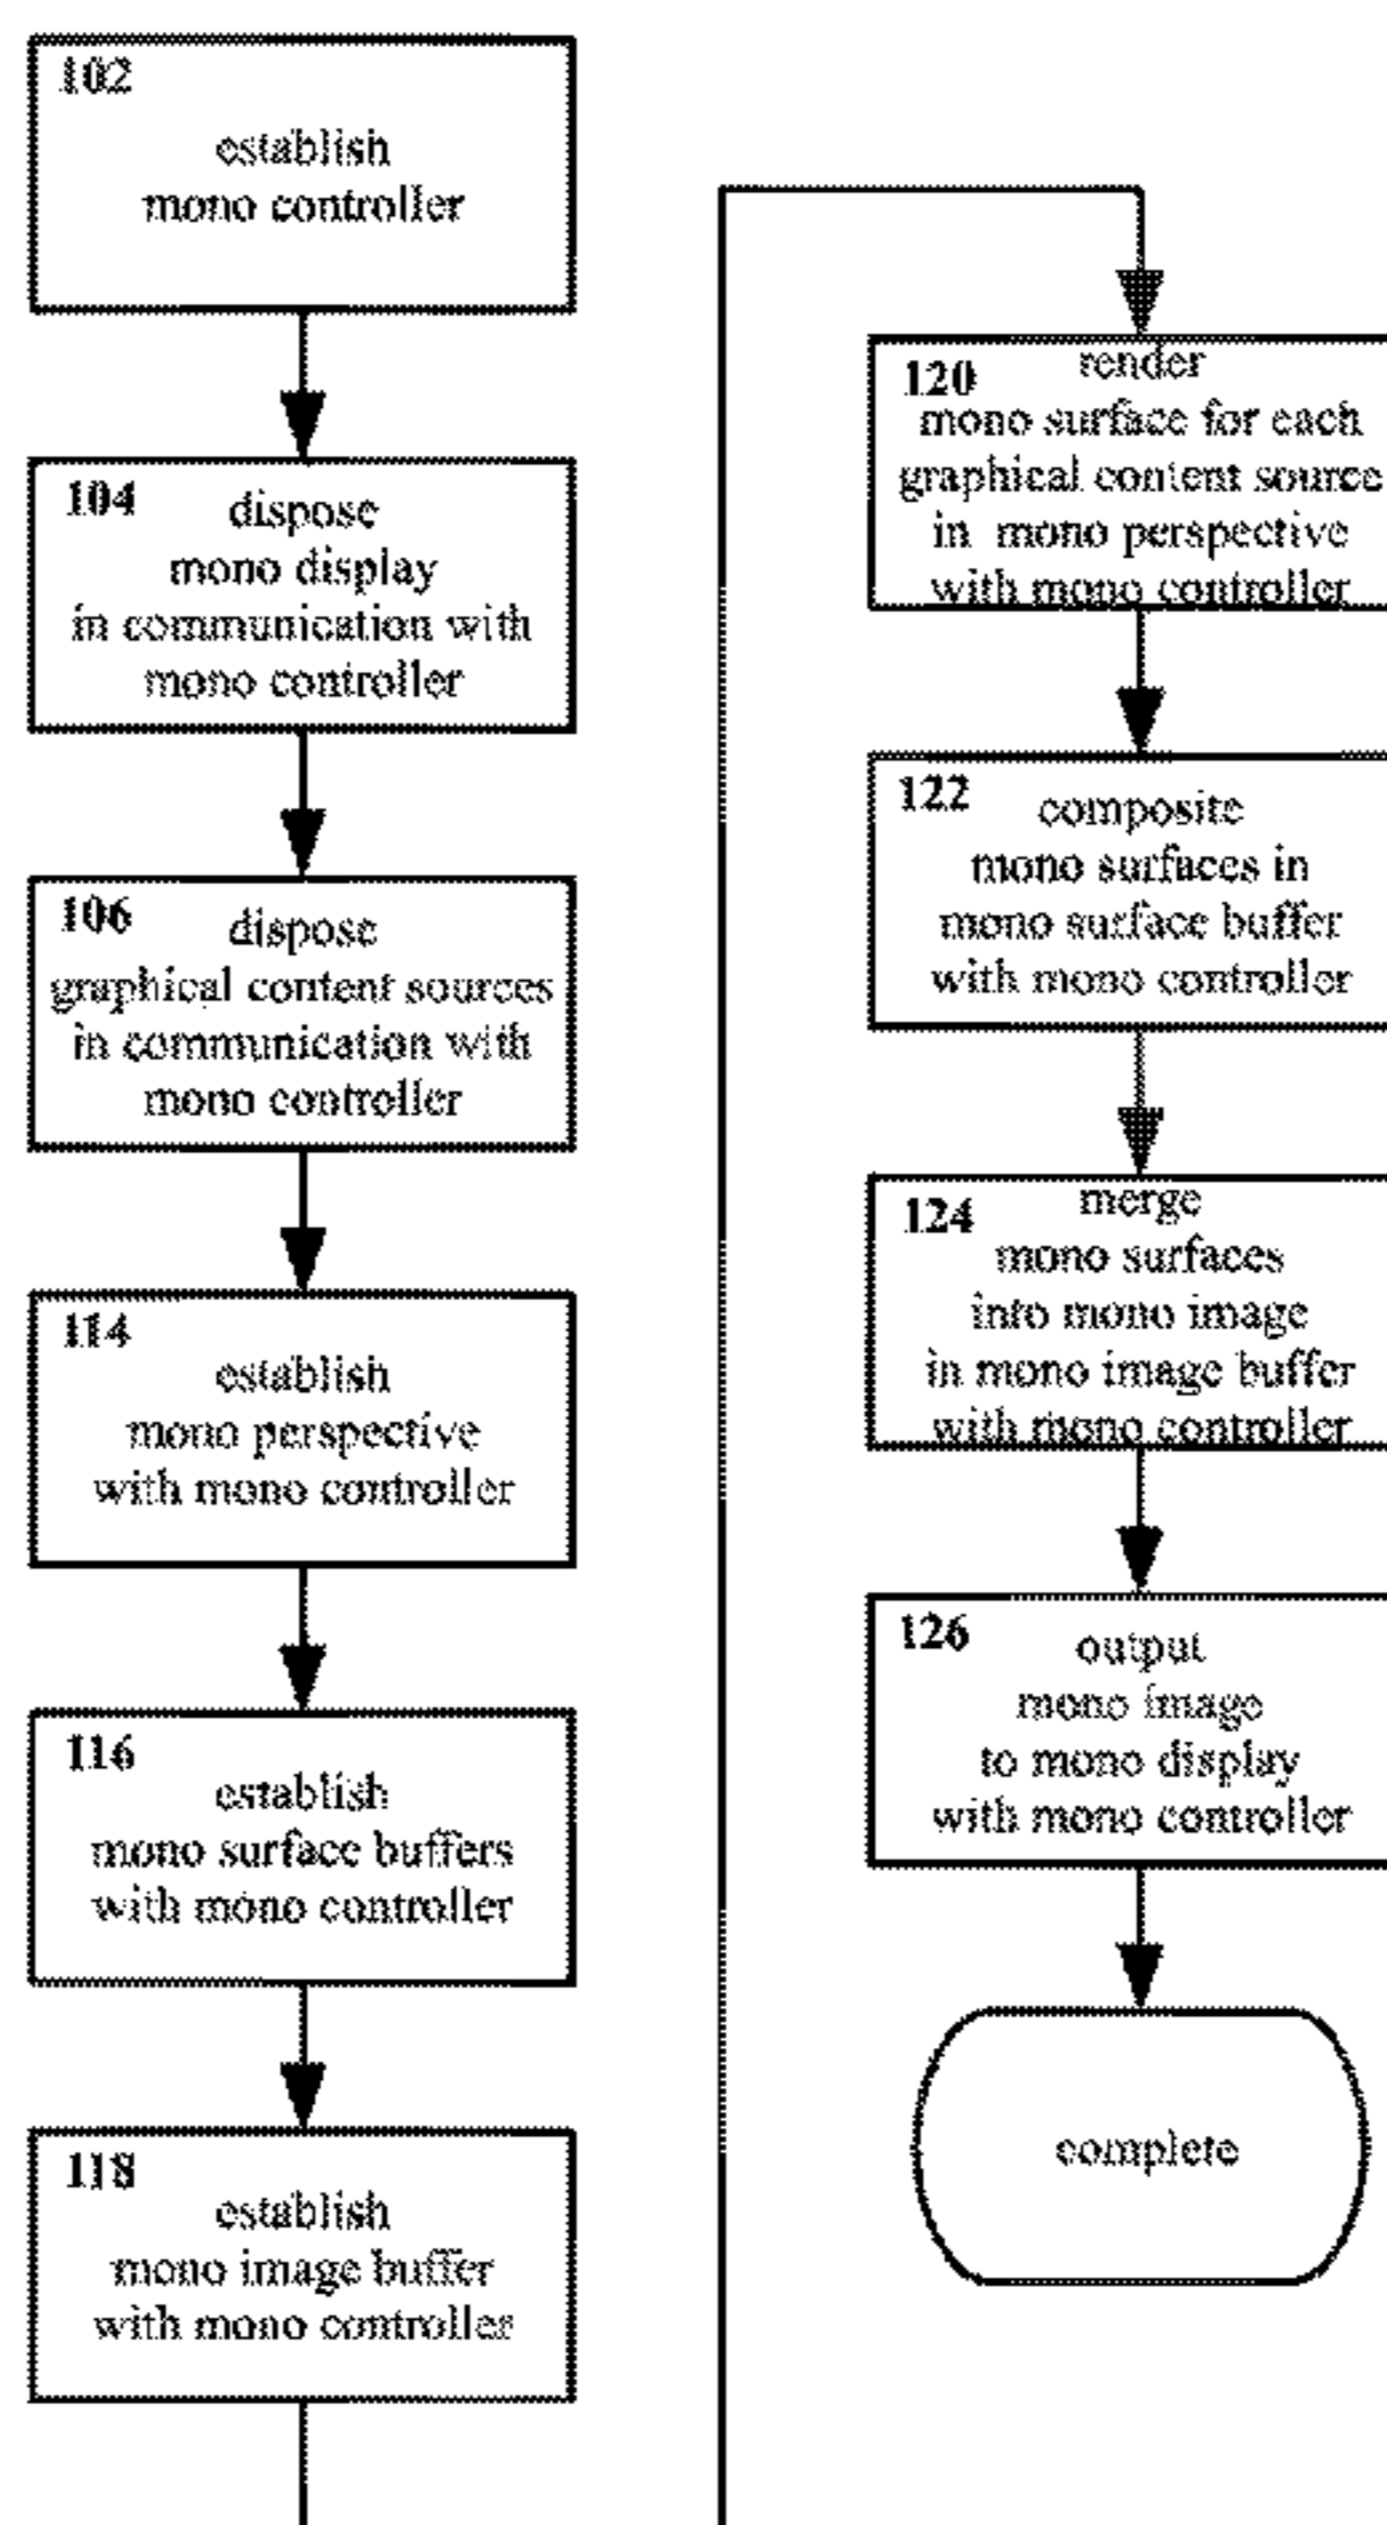 102
establish
mono controller
104
dispose
mono display
in communication with
mono controller
106
dispose
graphical content sources
in communication with
mono controller
114
establish
mono perspective
with mono controller
116
establish
mono surface buffers
with mono controller
118
establish
mono image buffer
with mono controller
120
render
mono surface for each
graphical content source
in mono perspective
with mono controller
122
composite
mono surfaces in
mono surface buffer
with mono controller
124
merge
mono surfaces
into mono image
in mono image buffer
with mono controller
126
output
mono image
to mono display
with mono controller
complete